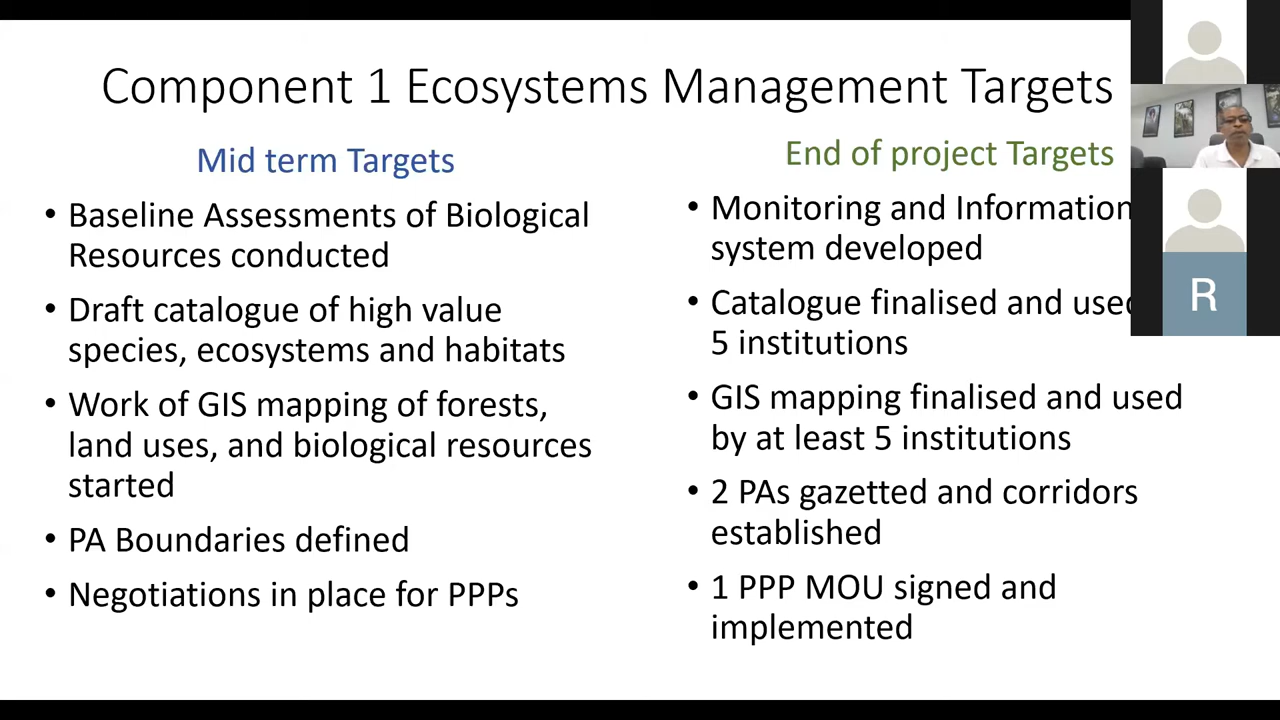 Component 1 Ecosystems Management Targets
Mid term Targets
• Baseline Assessments of Biological
Resources conducted
• Draft catalogue of high value
species, ecosystems and habitats
• Work of GIS mapping of forests,
land uses, and biological resources
started
• PA Boundaries defined
• Negotiations in place for PPPs
End of project Targets
• Monitoring and Information
system developed
• Catalogue finalised and used
5 institutions
• GIS mapping finalised and used
by at least 5 institutions
• 2 PAs gazetted and corridors
established
• 1 PPP MOU signed and
implemented
R